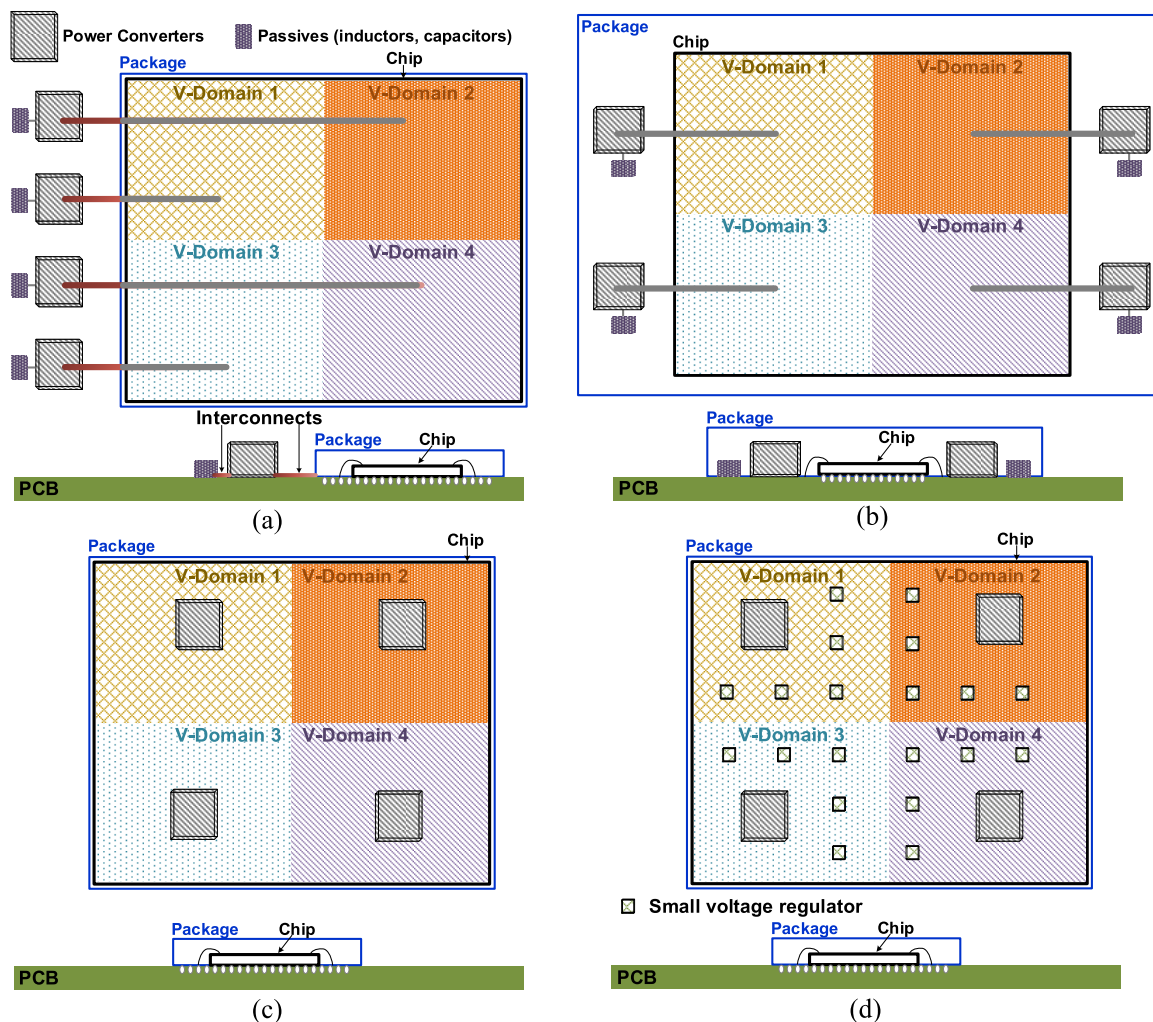 Power Converters
Passives (inductors, capacitors)
Chip
Package
V-Domain 1
V-Domain 2
V-Domain 3
V-Domain 4
Interconnects
Package
Chip
PCB
(a)
Package
Chip
V-Domain 1
V-Domain 2
V-Domain 3
V-Domain 4
Package
Chip
PCB
(b)
Package
Chip
V-Domain 1
V-Domain 2
V-Domain 3
V-Domain 4
Package
Chip
PCB
(c)
Package
Chip
V-Domain 1
V-Domain 2
V-Domain 3
V-Domain 4
Small voltage regulator
Package
Chip
PCB
(d)